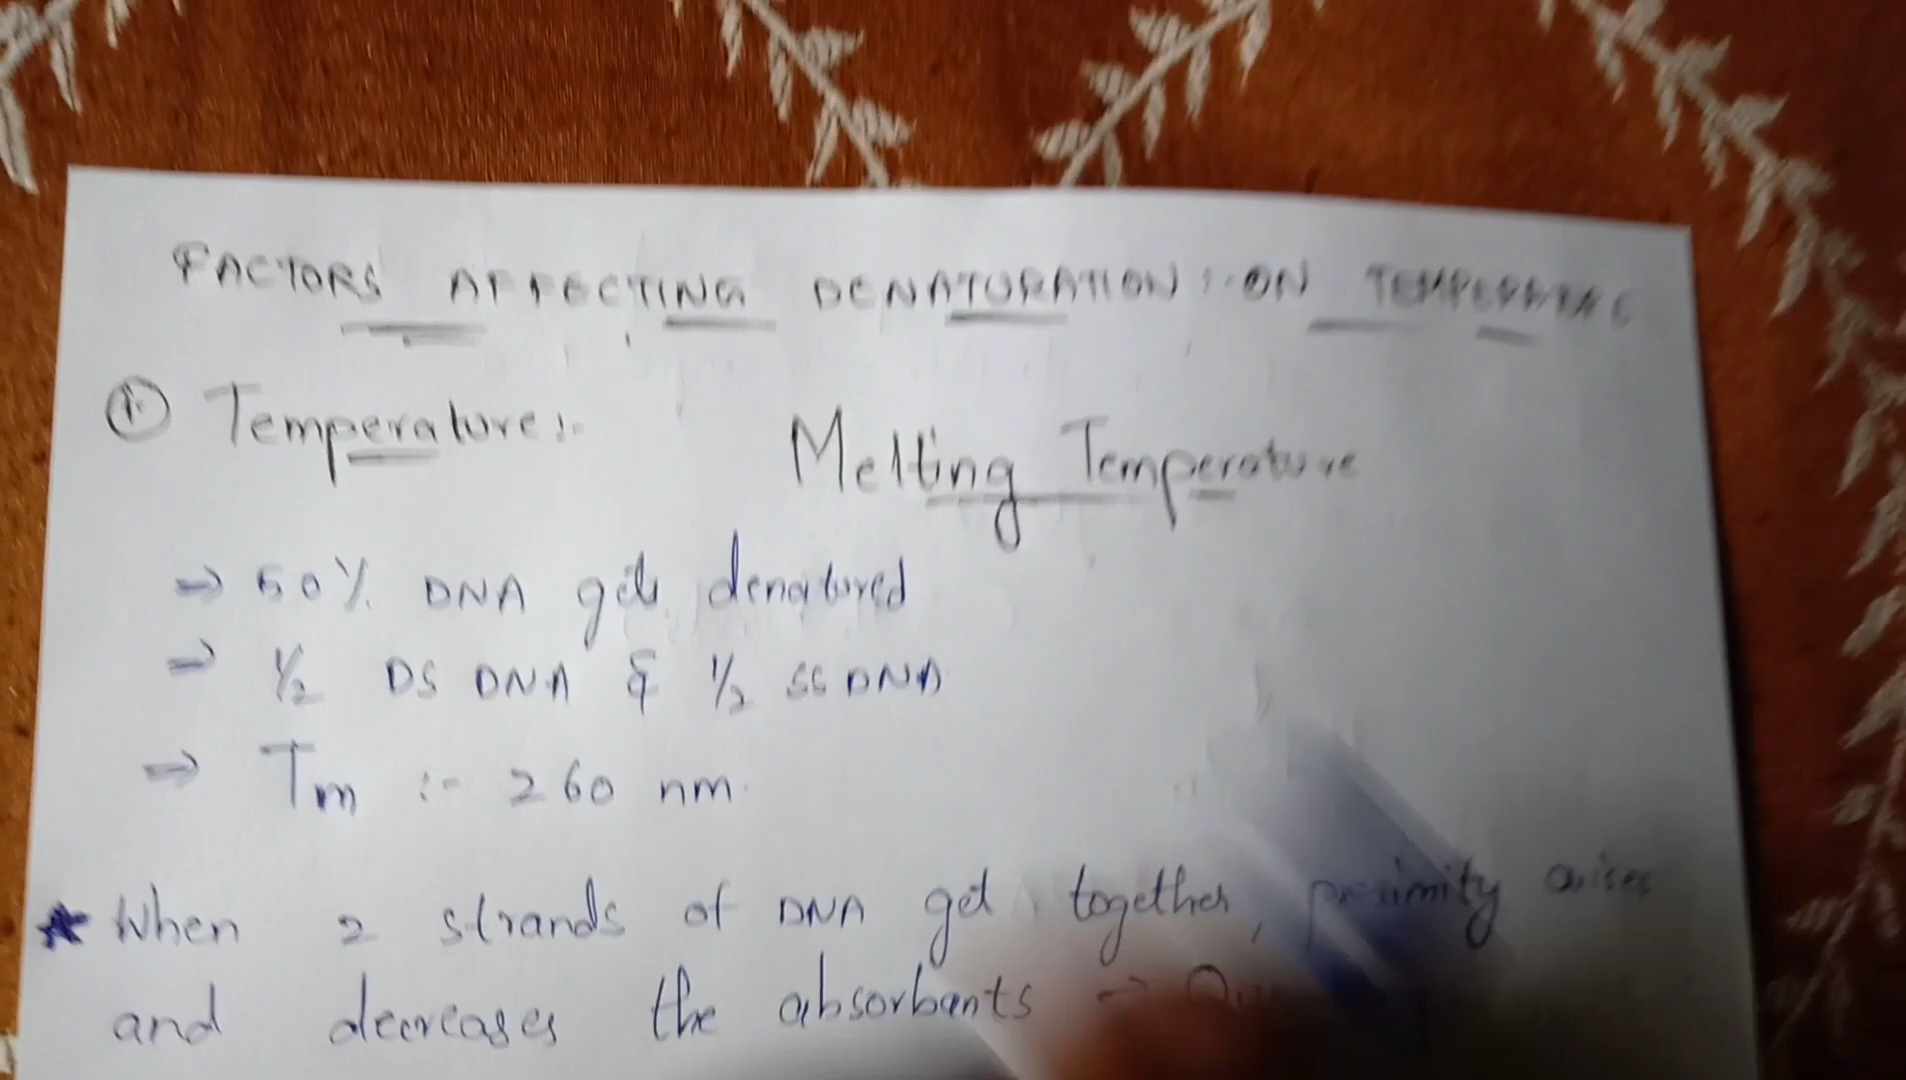 FACTORS AFFECTING DENATURATION :- ON TEMPERATURE
① Temperature :-
Melting Temperature
⇒ 50% DNA gets denatured
⇒ 1/2 DS DNA & 1/2 SS DNA
⇒ Tm :- 260 nm.
★ When 2 strands of DNA get together, proximity arises
and decreases the absorbants →